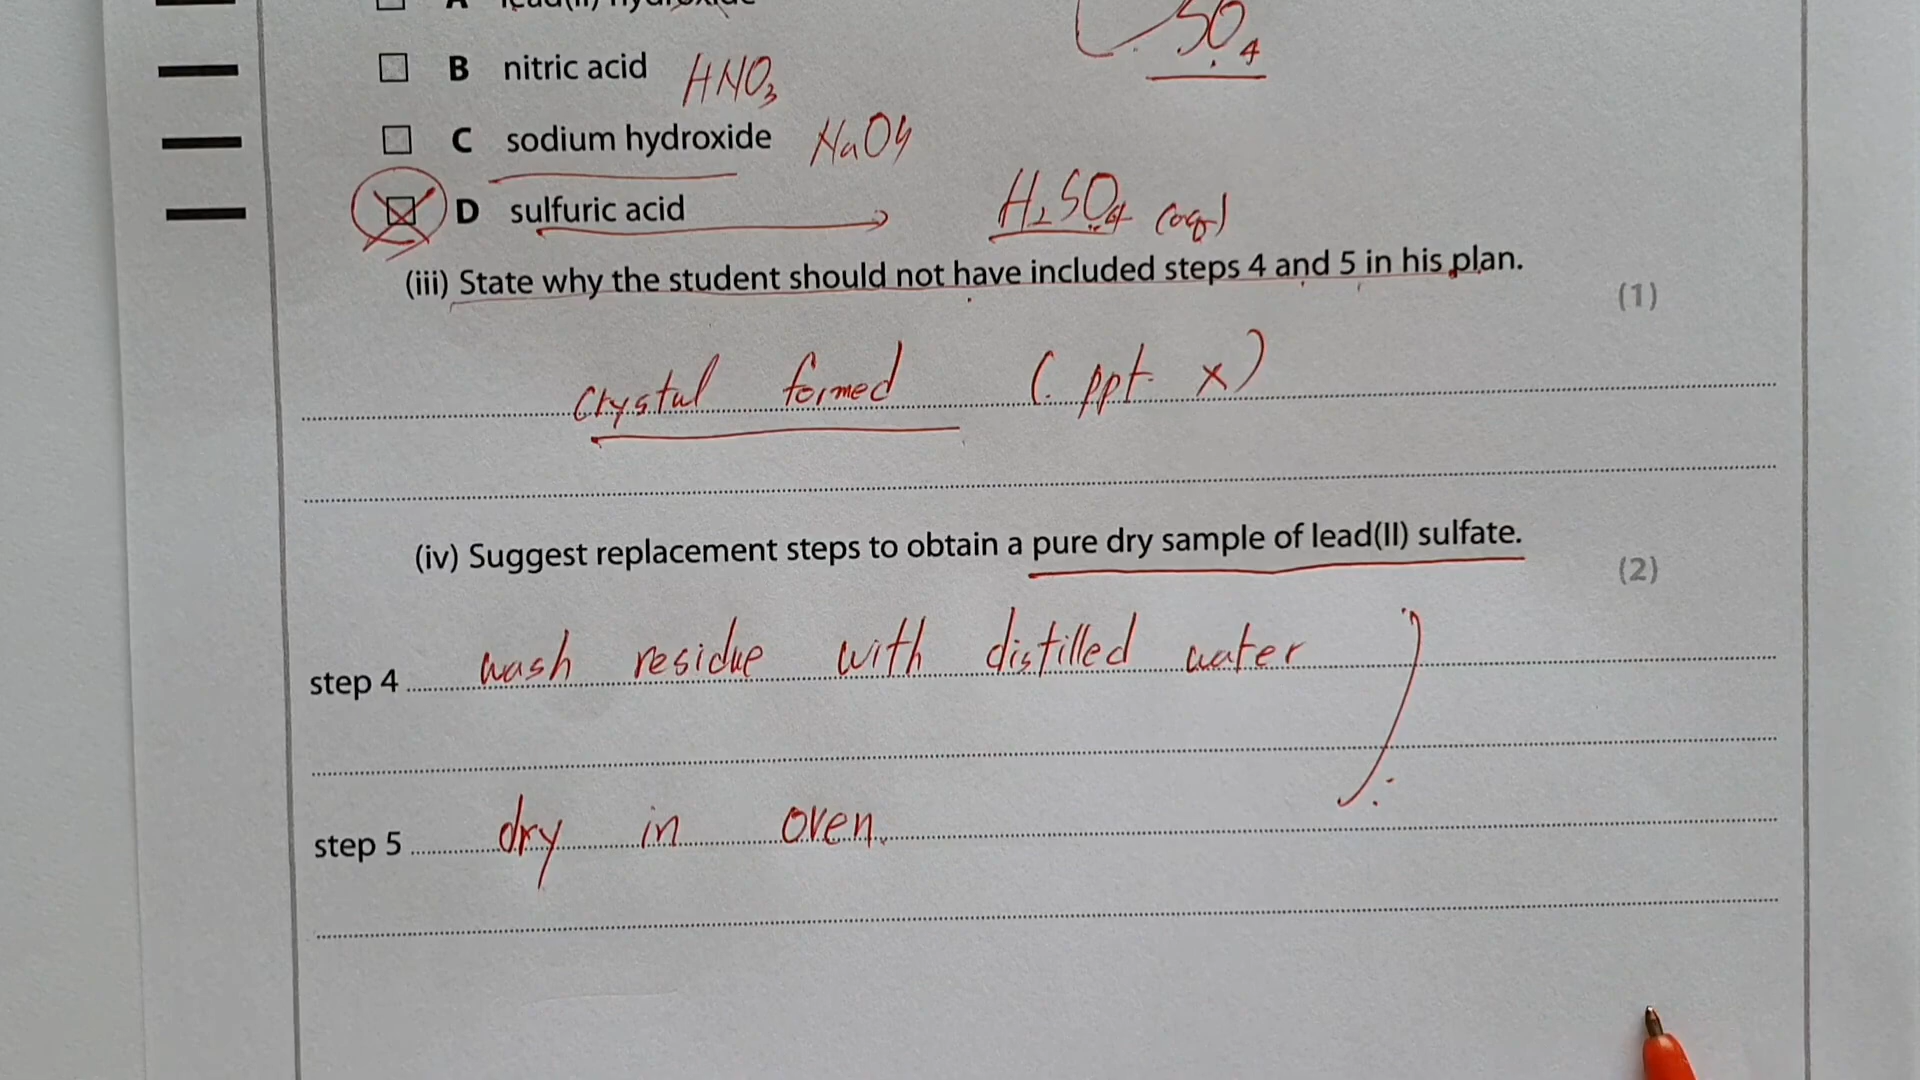 A lead(II) hydroxide
SO4
B nitric acid HNO3
C sodium hydroxide NaOH
D sulfuric acid H2SO4 (aq)
(iii) State why the student should not have included steps 4 and 5 in his plan.
(1)
crystal formed (ppt x)
(iv) Suggest replacement steps to obtain a pure dry sample of lead(II) sulfate.
(2)
step 4 wash residue with distilled water
step 5 dry in oven.